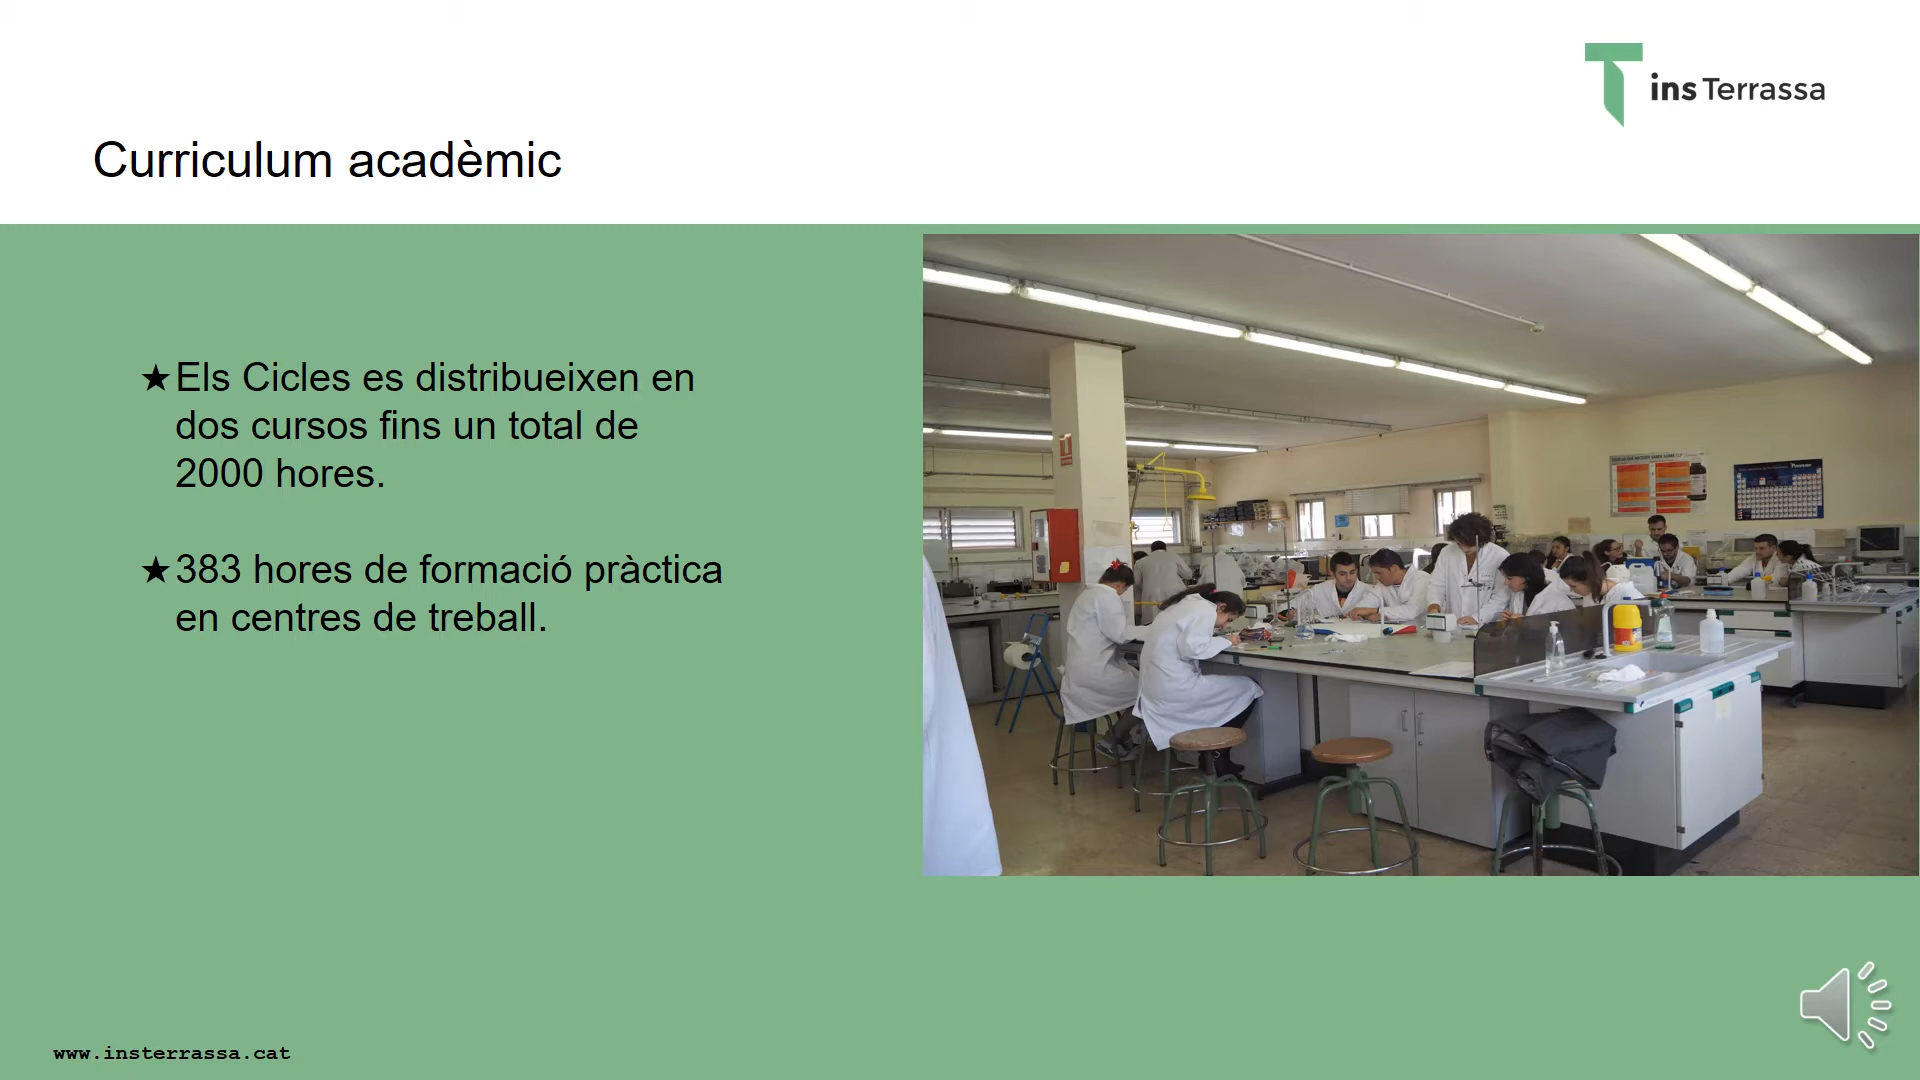 ins Terrassa
Curriculum acadèmic
★Els Cicles es distribueixen en
dos cursos fins un total de
2000 hores.
★383 hores de formació pràctica
en centres de treball.
www.insterrassa.cat